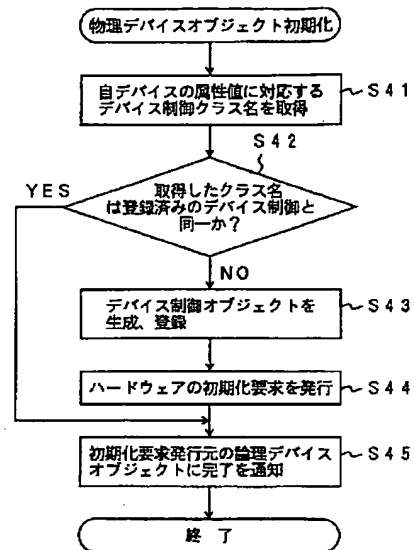 物理デバイスオブジェクト初期化
自デバイスの属性値に対応する
デバイス制御クラス名を取得
S41
S42
YES
取得したクラス名
は登録済みのデバイス制御と
同一か？
NO
デバイス制御オブジェクトを
生成、登録
S43
ハードウェアの初期化要求を発行
S44
初期化要求発行元の論理デバイス
オブジェクトに完了を通知
S45
終了